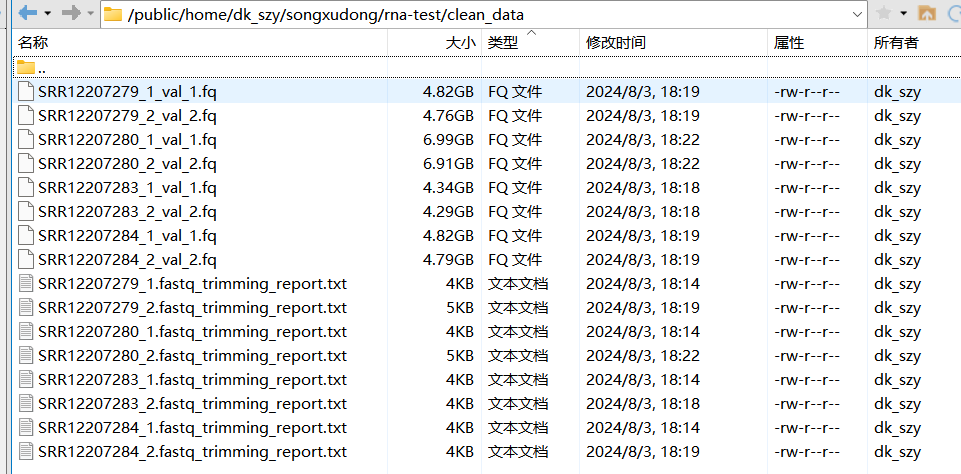 /public/home/dk_szy/songxudong/rna-test/clean_data
名称 大小 类型 修改时间 属性 所有者
..
SRR12207279_1_val_1.fq 4.82GB FQ 文件 2024/8/3, 18:19 -rw-r--r-- dk_szy
SRR12207279_2_val_2.fq 4.76GB FQ 文件 2024/8/3, 18:19 -rw-r--r-- dk_szy
SRR12207280_1_val_1.fq 6.99GB FQ 文件 2024/8/3, 18:22 -rw-r--r-- dk_szy
SRR12207280_2_val_2.fq 6.91GB FQ 文件 2024/8/3, 18:22 -rw-r--r-- dk_szy
SRR12207283_1_val_1.fq 4.34GB FQ 文件 2024/8/3, 18:18 -rw-r--r-- dk_szy
SRR12207283_2_val_2.fq 4.29GB FQ 文件 2024/8/3, 18:18 -rw-r--r-- dk_szy
SRR12207284_1_val_1.fq 4.82GB FQ 文件 2024/8/3, 18:19 -rw-r--r-- dk_szy
SRR12207284_2_val_2.fq 4.79GB FQ 文件 2024/8/3, 18:19 -rw-r--r-- dk_szy
SRR12207279_1.fastq_trimming_report.txt 4KB 文本文档 2024/8/3, 18:14 -rw-r--r-- dk_szy
SRR12207279_2.fastq_trimming_report.txt 5KB 文本文档 2024/8/3, 18:19 -rw-r--r-- dk_szy
SRR12207280_1.fastq_trimming_report.txt 4KB 文本文档 2024/8/3, 18:14 -rw-r--r-- dk_szy
SRR12207280_2.fastq_trimming_report.txt 5KB 文本文档 2024/8/3, 18:22 -rw-r--r-- dk_szy
SRR12207283_1.fastq_trimming_report.txt 4KB 文本文档 2024/8/3, 18:14 -rw-r--r-- dk_szy
SRR12207283_2.fastq_trimming_report.txt 4KB 文本文档 2024/8/3, 18:18 -rw-r--r-- dk_szy
SRR12207284_1.fastq_trimming_report.txt 4KB 文本文档 2024/8/3, 18:14 -rw-r--r-- dk_szy
SRR12207284_2.fastq_trimming_report.txt 4KB 文本文档 2024/8/3, 18:19 -rw-r--r-- dk_szy